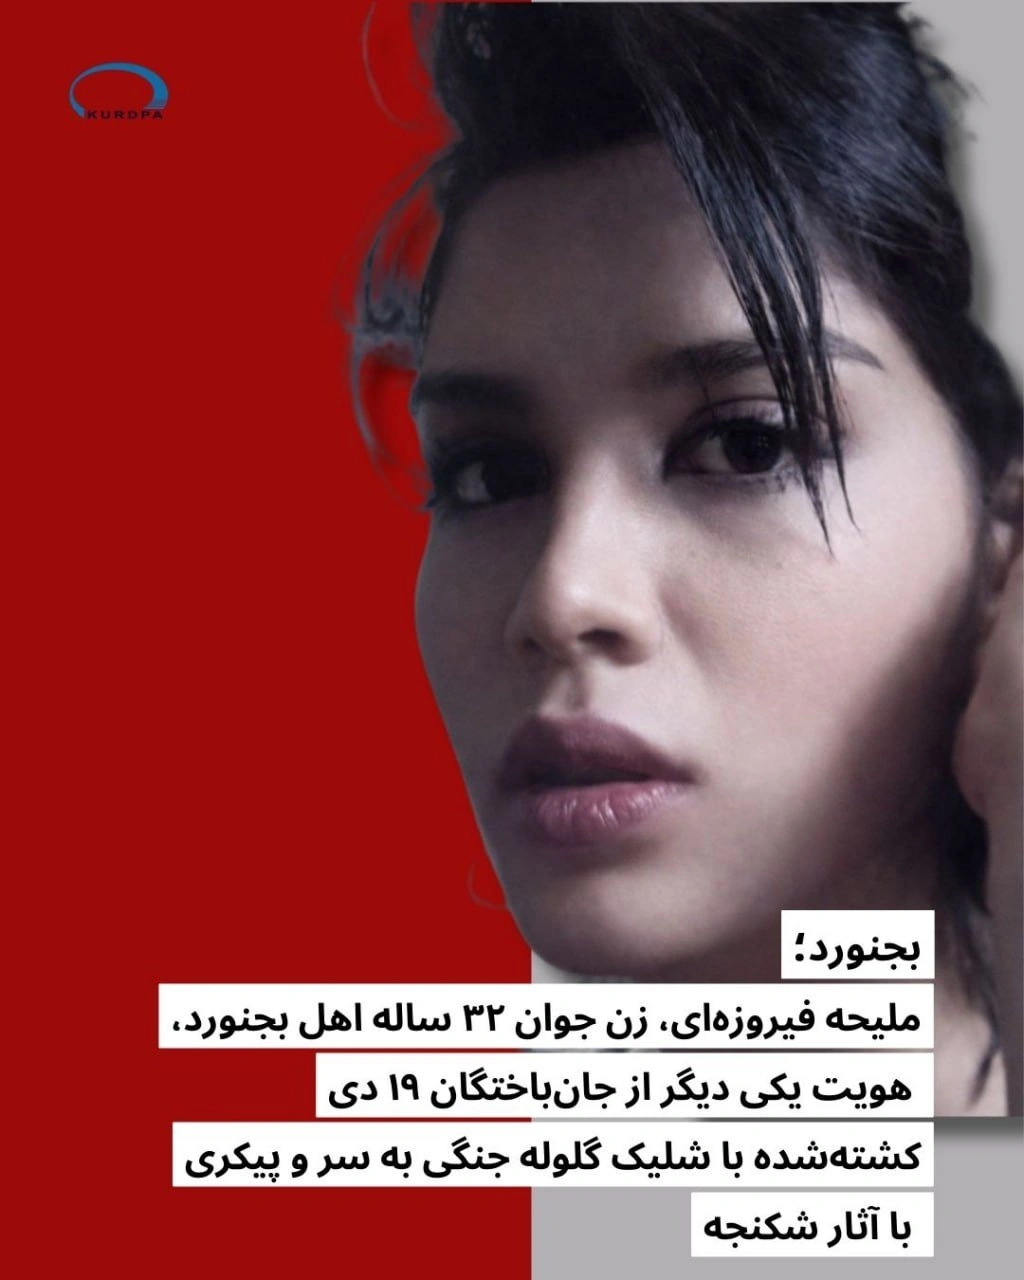 KURDPA
بجنورد؛
ملیحه فیروزه‌ای، زن جوان ۳۲ ساله اهل بجنورد،
هویت یکی دیگر از جان‌باختگان ۱۹ دی
کشته‌شده با شلیک گلوله جنگی به سر و پیکری
با آثار شکنجه